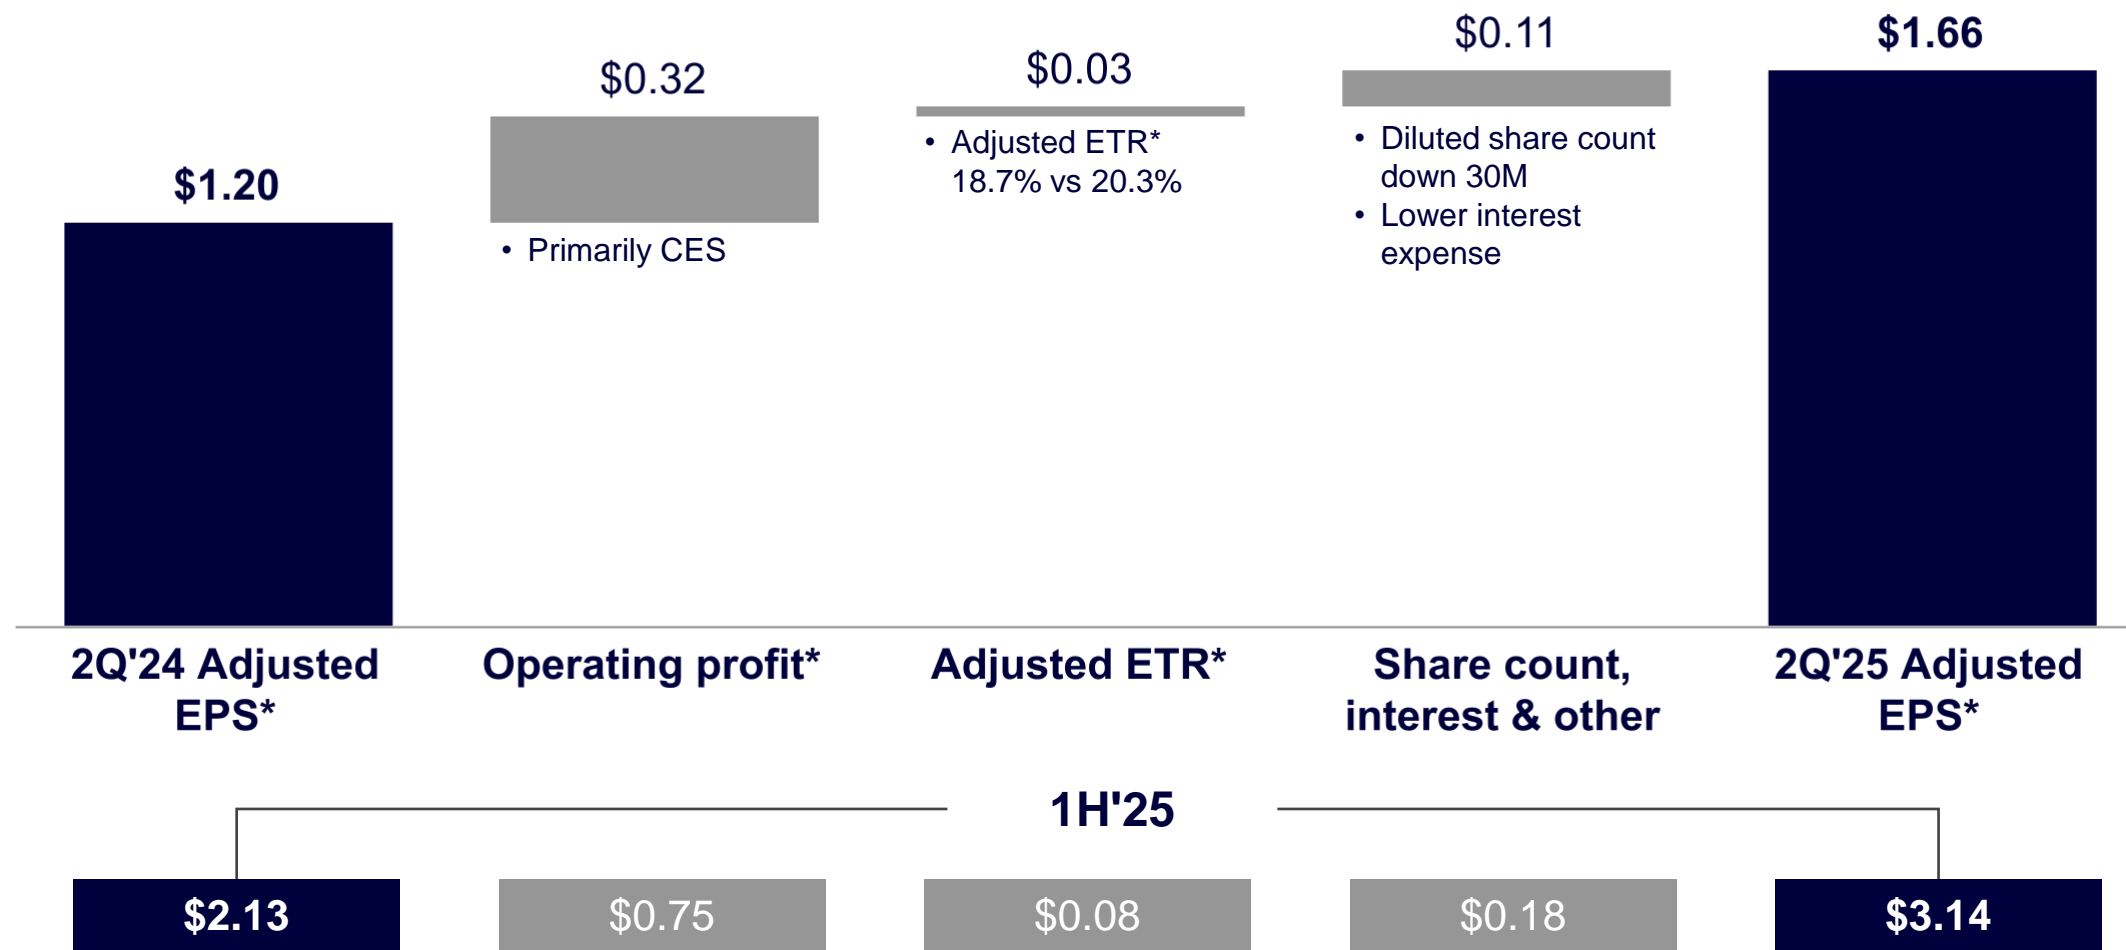 $1.20
$0.32
• Primarily CES
$0.03
• Adjusted ETR*
18.7% vs 20.3%
$0.11
• Diluted share count
down 30M
• Lower interest
expense
$1.66
2Q'24 Adjusted
EPS*
Operating profit*
Adjusted ETR*
Share count,
interest & other
2Q'25 Adjusted
EPS*
1H'25
$2.13
$0.75
$0.08
$0.18
$3.14